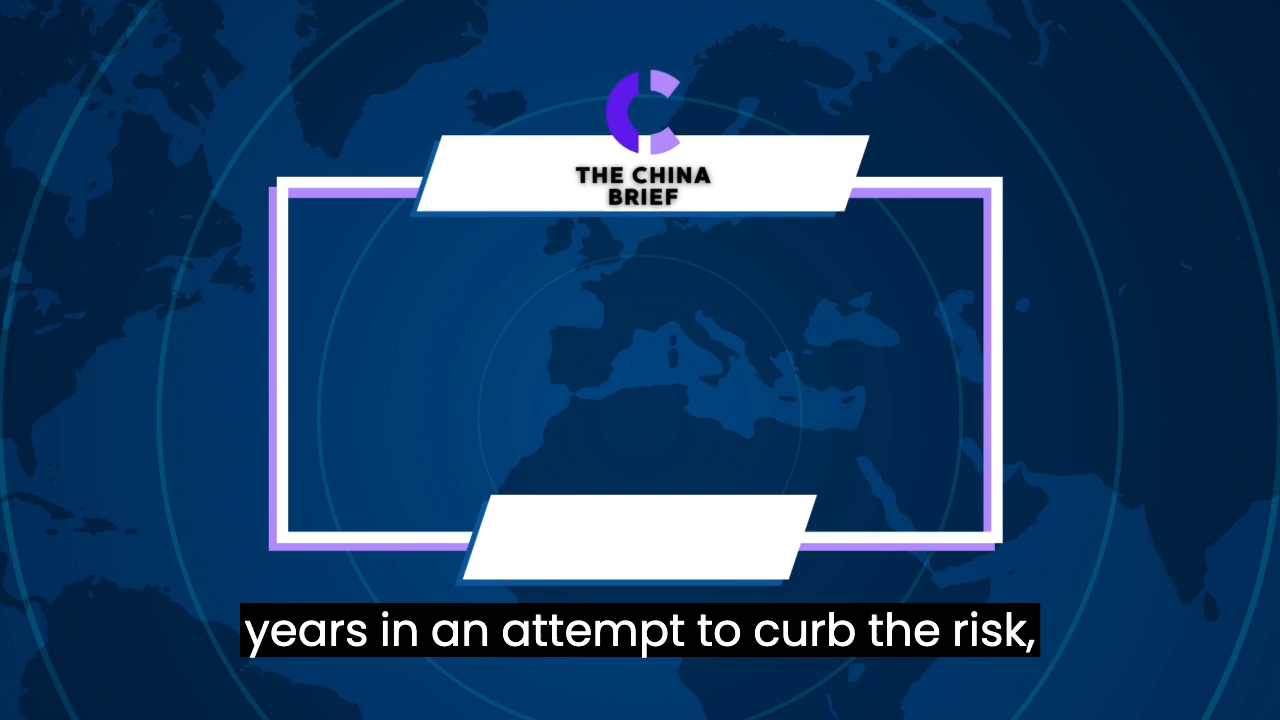 THE CHINA
BRIEF
years in an attempt to curb the risk,